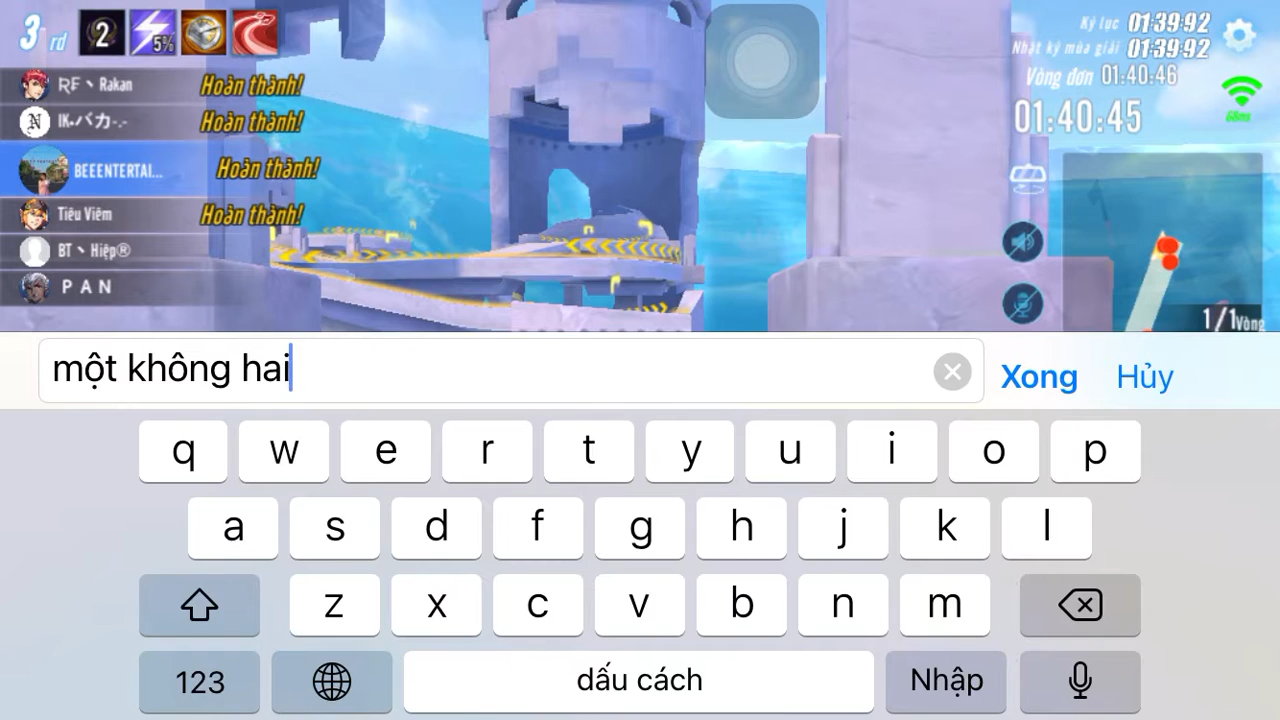 3rd
2
5%
RF丶Rakan Hoàn thành!
IK•バカ-.- Hoàn thành!
BEEENTERTAI... Hoàn thành!
Tiêu Viêm Hoàn thành!
BT丶Hiệp®
P A N
Kỷ lục 01:39:92
Nhật ký mùa giải 01:39:92
Vòng đơn 01:40:46
01:40:45
1/1Vòng
một không hai
Xong Hủy
q w e r t y u i o p
a s d f g h j k l
z x c v b n m
123 dấu cách Nhập